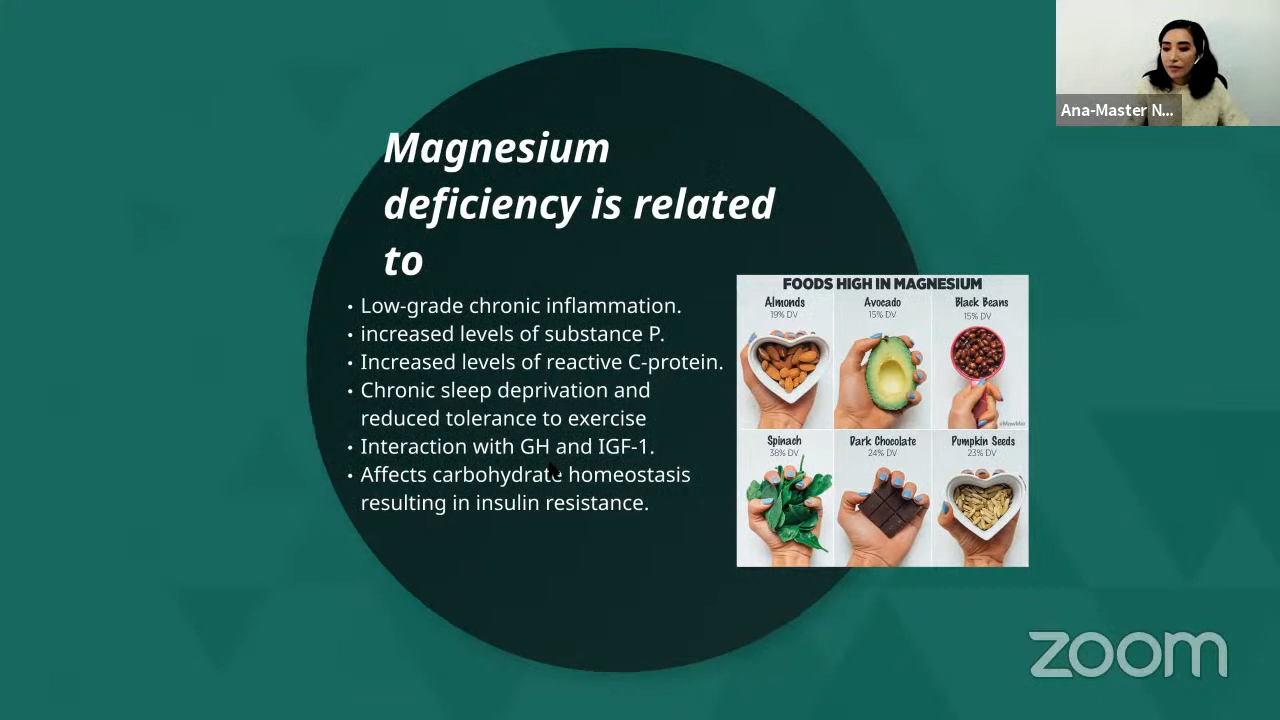 Ana-Master N...
Magnesium
deficiency is related
to
• Low-grade chronic inflammation.
• increased levels of substance P.
• Increased levels of reactive C-protein.
• Chronic sleep deprivation and
reduced tolerance to exercise
• Interaction with GH and IGF-1.
• Affects carbohydrate homeostasis
resulting in insulin resistance.
FOODS HIGH IN MAGNESIUM
Almonds
19% DV
Avocado
15% DV
Black Beans
15% DV
Spinach
38% DV
Dark Chocolate
24% DV
Pumpkin Seeds
23% DV
zoom